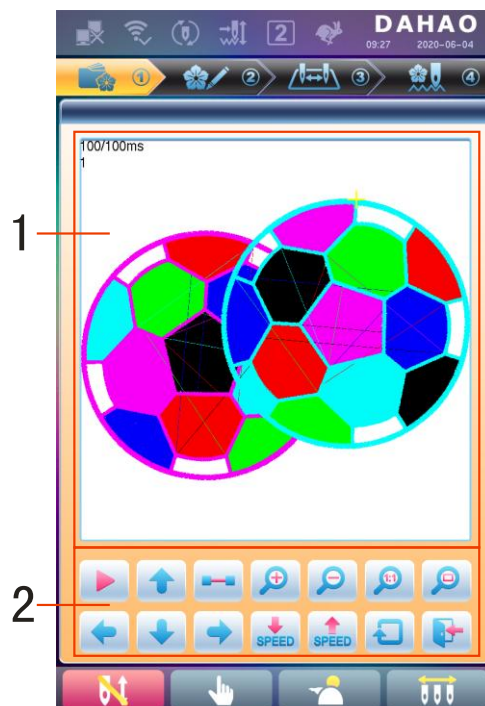 DAHAO
2
09:27 2020-06-04
① ② ③ ④
100/100ms
1
1
1:1
2
SPEED SPEED